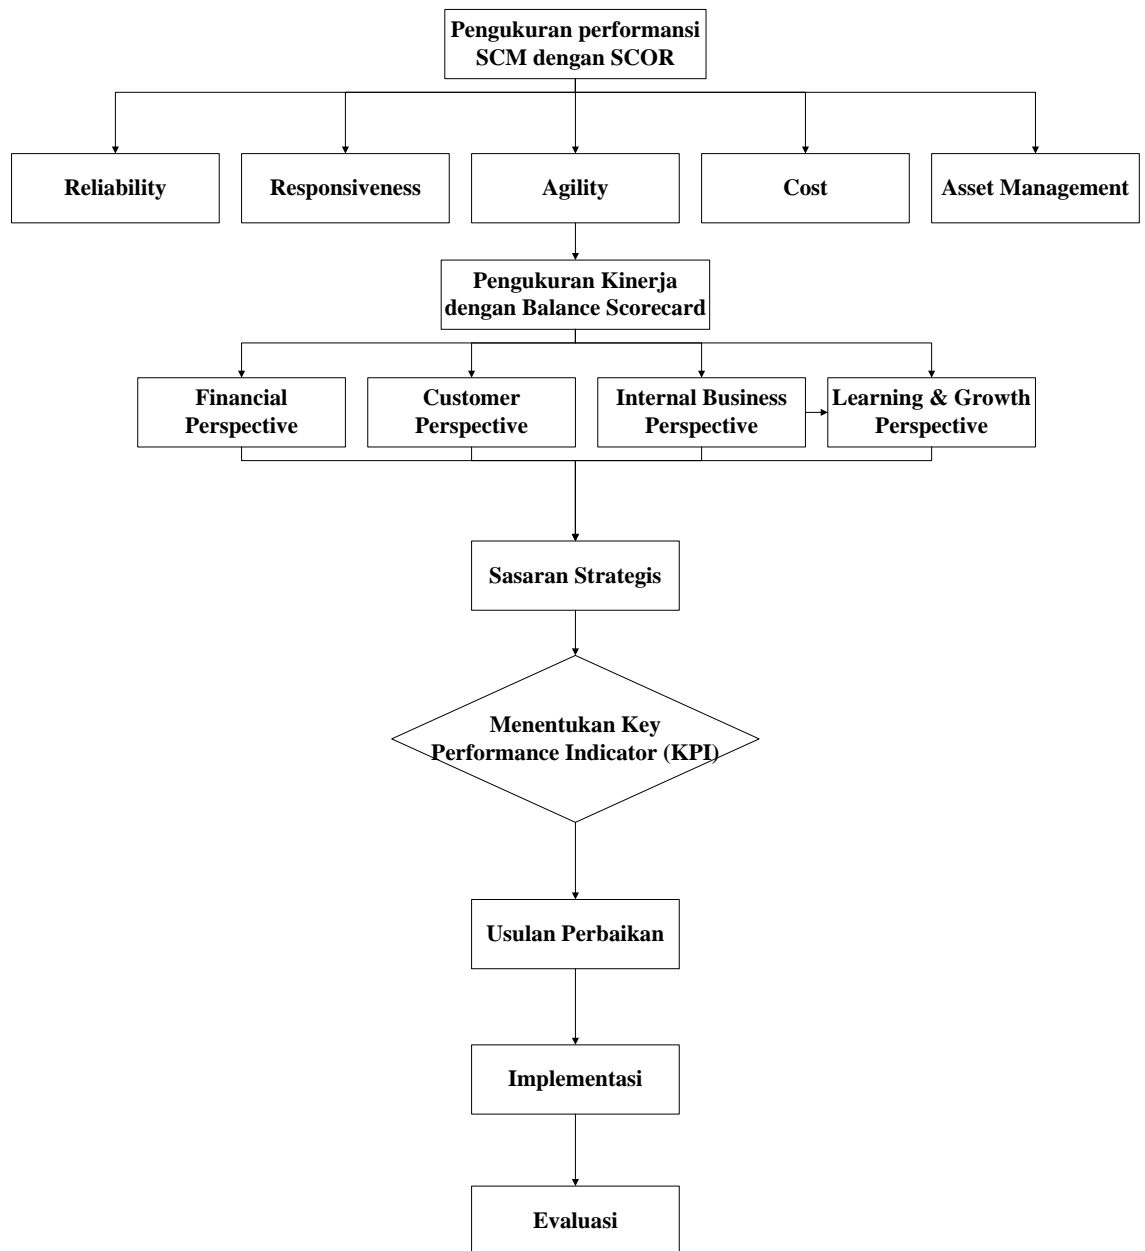 Pengukuran performansi
SCM dengan SCOR
Reliability
Responsiveness
Agility
Cost
Asset Management
Pengukuran Kinerja
dengan Balance Scorecard
Financial
Perspective
Customer
Perspective
Internal Business
Perspective
Learning & Growth
Perspective
Sasaran Strategis
Menentukan Key
Performance Indicator (KPI)
Usulan Perbaikan
Implementasi
Evaluasi